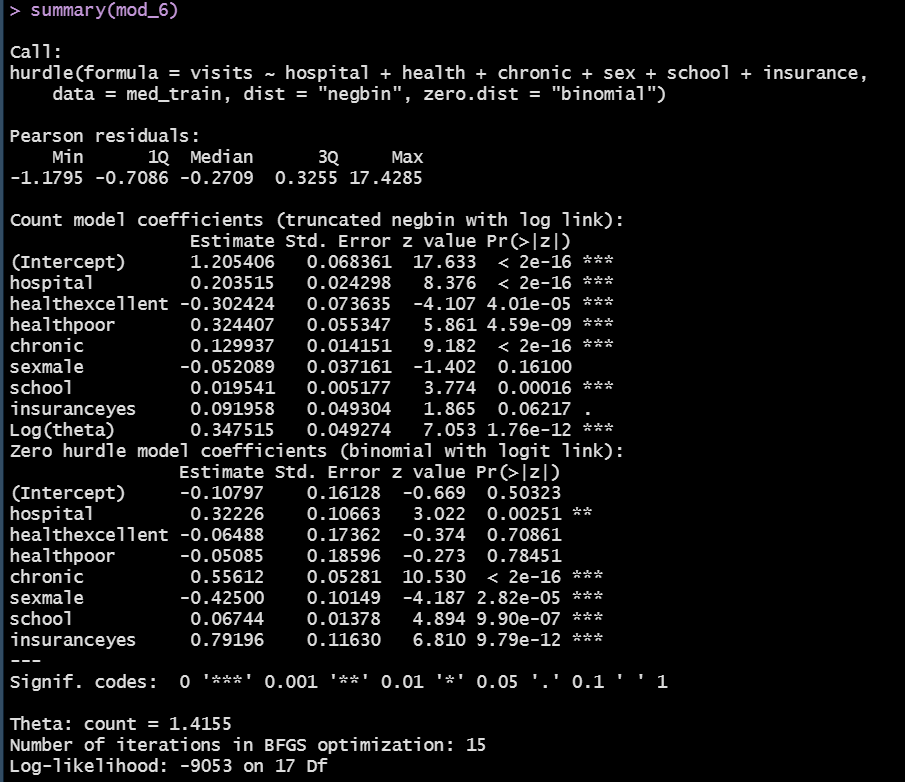 > summary(mod_6)
Call:
hurdle(formula = visits ~ hospital + health + chronic + sex + school + insurance,
    data = med_train, dist = "negbin", zero.dist = "binomial")
Pearson residuals:
    Min      1Q  Median      3Q     Max
-1.1795 -0.7086 -0.2709  0.3255 17.4285
Count model coefficients (truncated negbin with log link):
                 Estimate Std. Error z value Pr(>|z|)
(Intercept)      1.205406   0.068361  17.633  < 2e-16 ***
hospital         0.203515   0.024298   8.376  < 2e-16 ***
healthexcellent -0.302424   0.073635  -4.107 4.01e-05 ***
healthpoor       0.324407   0.055347   5.861 4.59e-09 ***
chronic          0.129937   0.014151   9.182  < 2e-16 ***
sexmale         -0.052089   0.037161  -1.402  0.16100
school           0.019541   0.005177   3.774  0.00016 ***
insuranceyes     0.091958   0.049304   1.865  0.06217 .
Log(theta)       0.347515   0.049274   7.053 1.76e-12 ***
Zero hurdle model coefficients (binomial with logit link):
                Estimate Std. Error z value Pr(>|z|)
(Intercept)     -0.10797    0.16128  -0.669  0.50323
hospital         0.32226    0.10663   3.022  0.00251 **
healthexcellent -0.06488    0.17362  -0.374  0.70861
healthpoor      -0.05085    0.18596  -0.273  0.78451
chronic          0.55612    0.05281  10.530  < 2e-16 ***
sexmale         -0.42500    0.10149  -4.187 2.82e-05 ***
school           0.06744    0.01378   4.894 9.90e-07 ***
insuranceyes     0.79196    0.11630   6.810 9.79e-12 ***
---
Signif. codes:  0 '***' 0.001 '**' 0.01 '*' 0.05 '.' 0.1 ' ' 1
Theta: count = 1.4155
Number of iterations in BFGS optimization: 15
Log-likelihood: -9053 on 17 Df